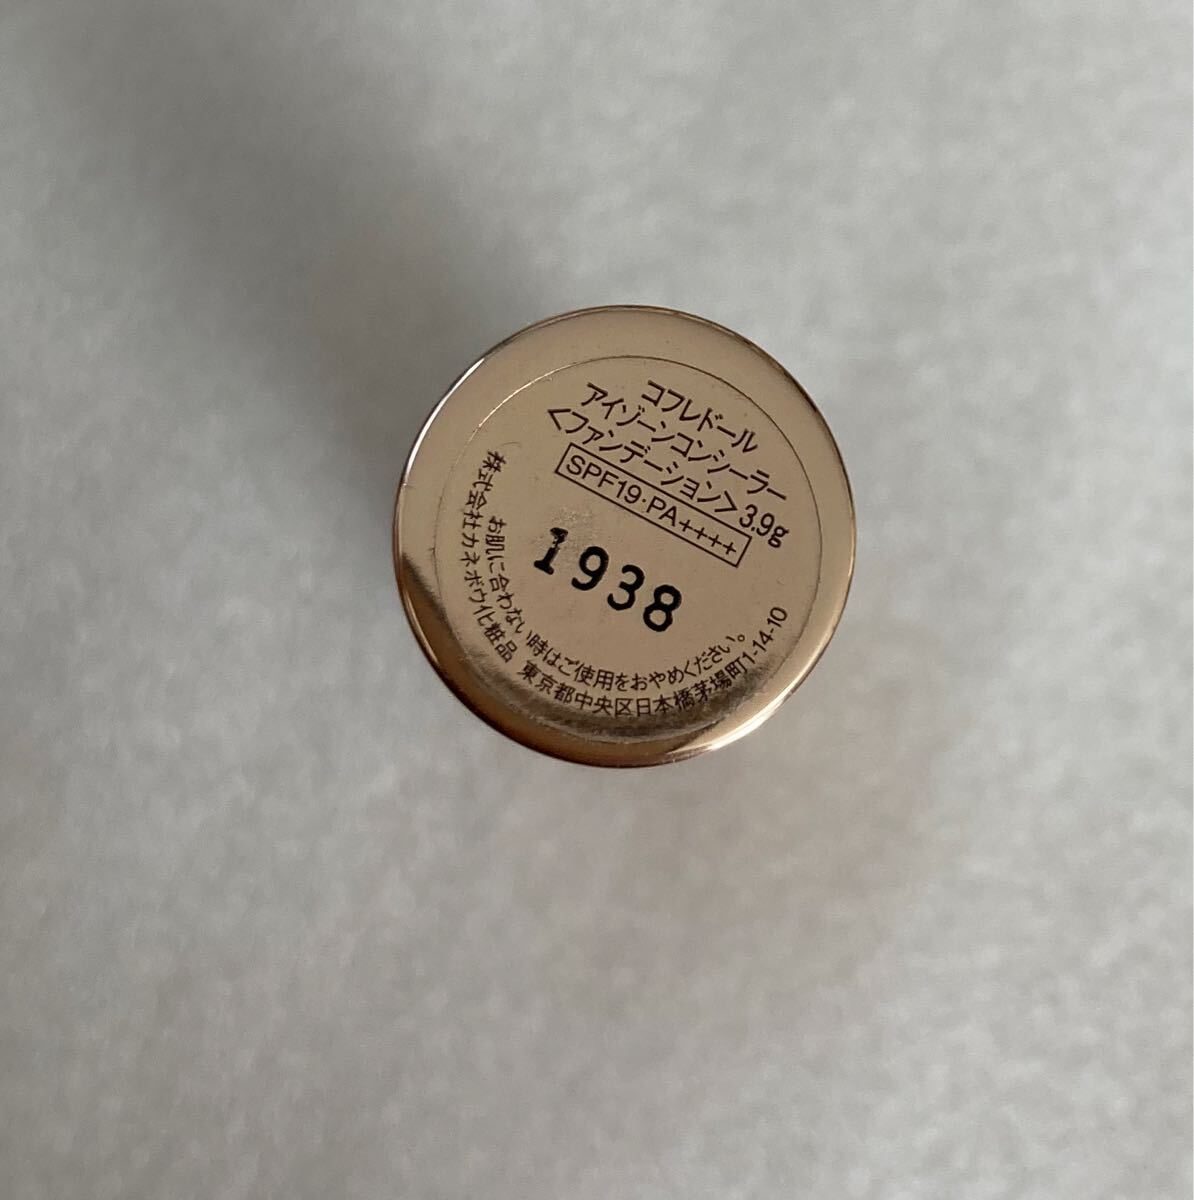 コフレドール
アイゾーンコンシーラー
<ファンデーション> 3.9g
SPF19・PA++++
1938
お肌に合わない時はご使用をおやめください。
株式会社カネボウ化粧品 東京都中央区日本橋茅場町1-14-10